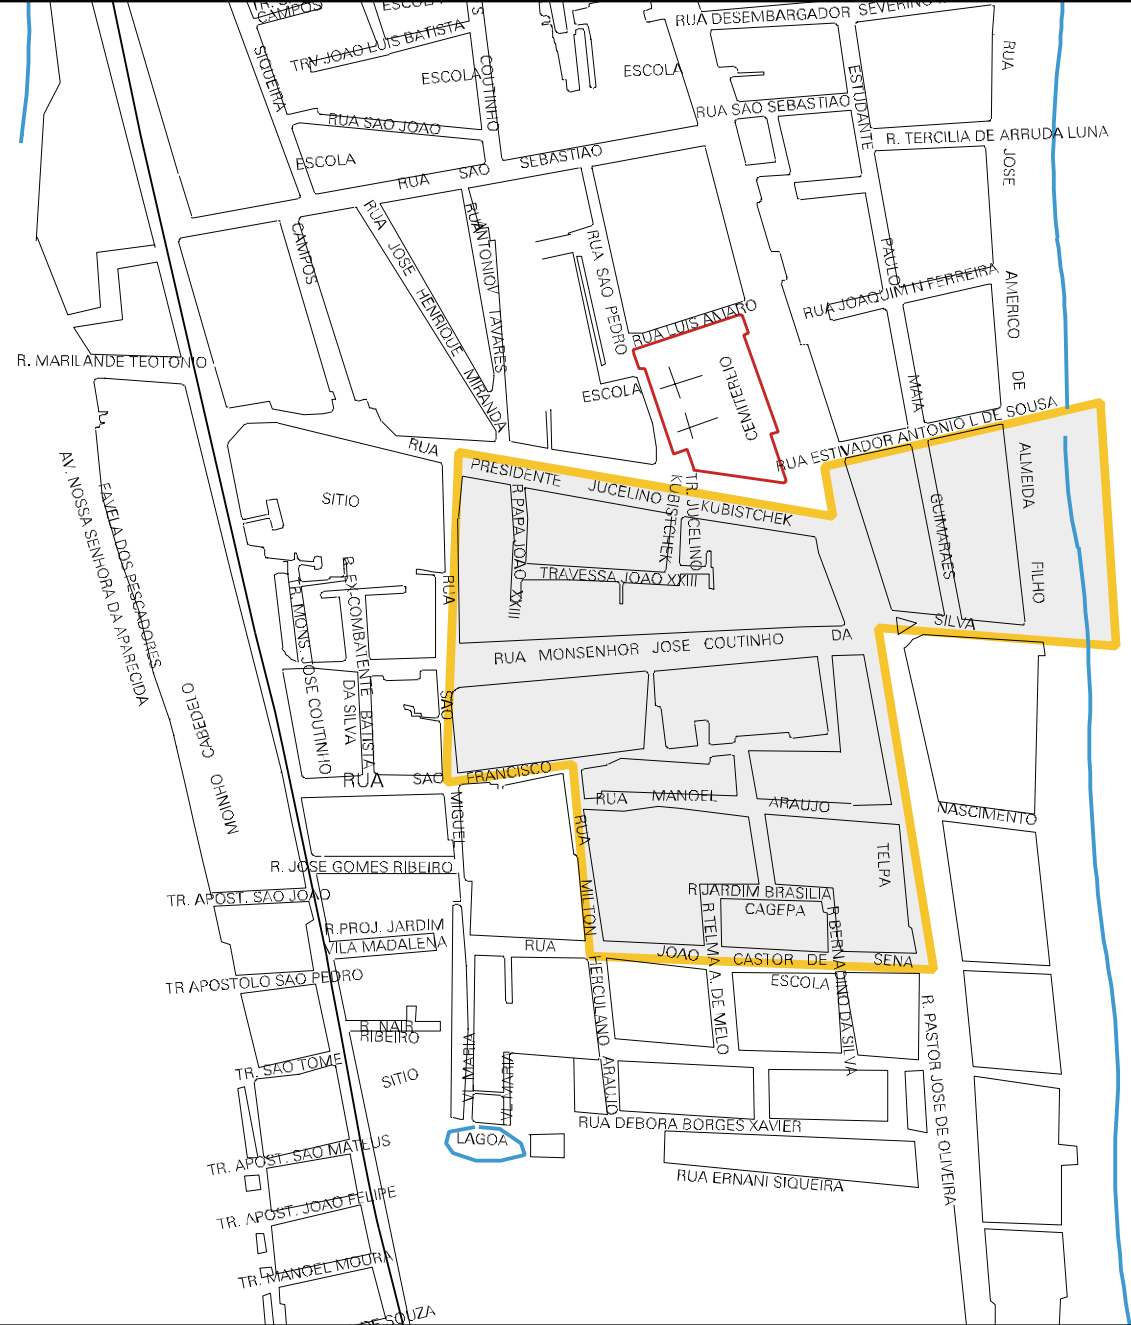 CAMPOS
ESCOLA
RUA DESEMBARGADOR SEVERINO
TRV JOAO LUIS BATISTA
SIQUEIRA
ESCOLA
COUTINHO
ESCOLA
ESTUDANTE
RUA
RUA SAO SEBASTIAO
RUA SAO JOAO
R. TERCILIA DE ARRUDA LUNA
ESCOLA
RUA SAO SEBASTIAO
JOSE
RUA JOSE HENRIQUE MIRANDA
RUA ANTONIO V TAVARES
CAMPOS
RUA SAO PEDRO
PAULO
RUA JOAQUIM N FERREIRA
AMERICO
RUA LUIS AMARO
R. MARILANDE TEOTONIO
CEMITEREIO
ESCOLA
MAIA
DE
RUA ESTIVADOR ANTONIO L DE SOUSA
RUA
PRESIDENTE JUCELINO KUBISTCHEK
TR. JUCELINO
KUBISTCHEK
ALMEIDA
SITIO
R PAPA JOAO XXIII
GUIMARAES
FAVELA DOS PESCADORES
AV. NOSSA SENHORA DA APARECIDA
TRAVESSA JOAO XXIII
FILHO
RUA
TR. MONS. JOSE COUTINHO
R. EX-COMBATENTE BATISTA
DA SILVA
SILVA
DA
RUA MONSENHOR JOSE COUTINHO
SAO
MOINHO CABEDELO
RUA SAO FRANCISCO
MIGUEL
RUA MANOEL ARAUJO
NASCIMENTO
RUA
TELPA
R. JOSE GOMES RIBEIRO
MILTON
R JARDIM BRASILIA
CAGEPA
TR. APOST. SAO JOAO
R.PROJ. JARDIM
VILA MADALENA
R TELMA A. DE MELO
R BERNADINO DA SILVA
RUA JOAO CASTOR DE SENA
ESCOLA
TR APOSTOLO SAO PEDRO
HERCULANO ARAUJO
R. PASTOR JOSE DE OLIVEIRA
R. NAIR
RIBEIRO
TR. SAO TOME
SITIO
RUA DEBORA BORGES XAVIER
LAGOA
TR. APOST. SAO MATEUS
RUA ERNANI SIQUEIRA
TR. APOST. JOAO FELIPE
TR. MANOEL MOURA
DE SOUZA